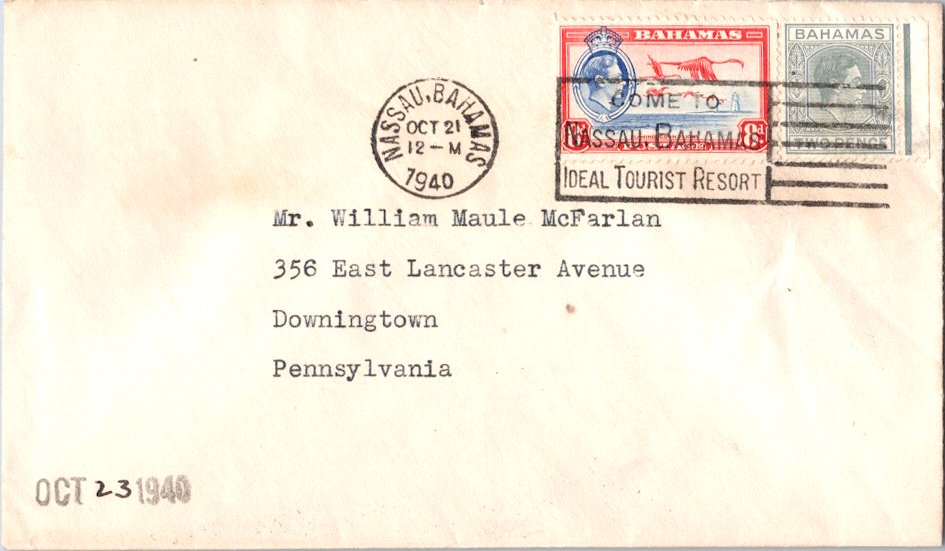 BAHAMAS
8d
BAHAMAS
TWO PENCE
NASSAU, BAHAMAS
OCT 21
12 – M
1940
COME TO
NASSAU, BAHAMAS
IDEAL TOURIST RESORT
Mr. William Maule McFarlan
356 East Lancaster Avenue
Downingtown
Pennsylvania
OCT 23 1940